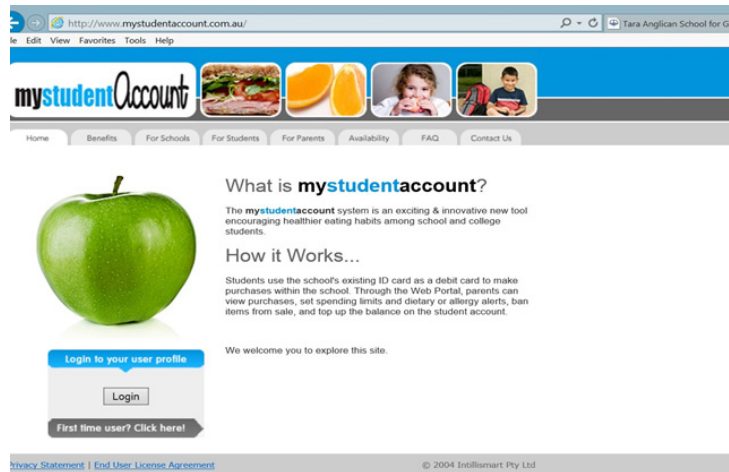 http://www.mystudentaccount.com.au/
Tara Anglican School for G
le Edit View Favorites Tools Help
mystudentAccount
Home Benefits For Schools For Students For Parents Availability FAQ Contact Us
What is mystudentaccount?
The mystudentaccount system is an exciting & innovative new tool
encouraging healthier eating habits among school and college
students.
How it Works...
Students use the school's existing ID card as a debit card to make
purchases within the school. Through the Web Portal, parents can
view purchases, set spending limits and dietary or allergy alerts, ban
items from sale, and top up the balance on the student account.
We welcome you to explore this site.
Login to your user profile
Login
First time user? Click here!
Privacy Statement | End User License Agreement
© 2004 Intillismart Pty Ltd